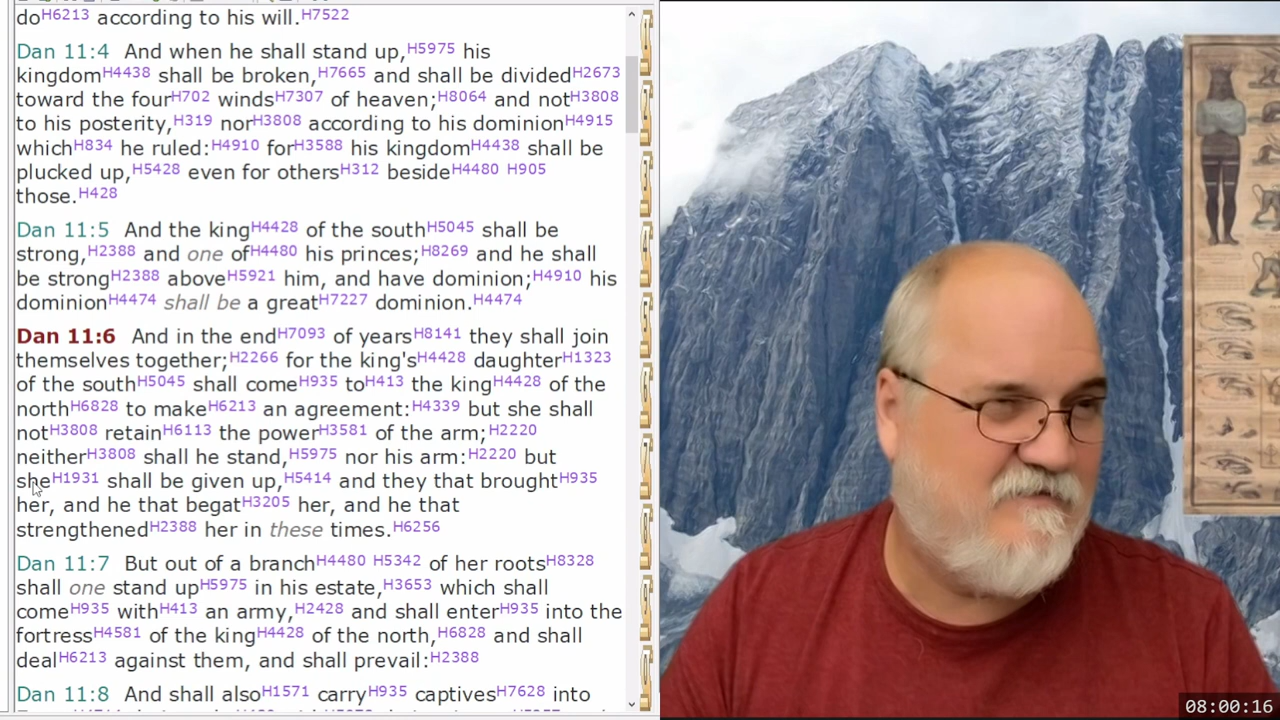 doH6213 according to his will.H7522
Dan 11:4 And when he shall stand up,H5975 his
kingdomH4438 shall be broken,H7665 and shall be dividedH2673
toward the fourH702 windsH7307 of heaven;H8064 and notH3808
to his posterity,H319 norH3808 according to his dominionH4915
whichH834 he ruled:H4910 forH3588 his kingdomH4438 shall be
plucked up,H5428 even for othersH312 besideH4480 H905
those.H428
Dan 11:5 And the kingH4428 of the southH5045 shall be
strong,H2388 and one ofH4480 his princes;H8269 and he shall
be strongH2388 aboveH5921 him, and have dominion;H4910 his
dominionH4474 shall be a greatH7227 dominion.H4474
Dan 11:6 And in the endH7093 of yearsH8141 they shall join
themselves together;H2266 for the king'sH4428 daughterH1323
of the southH5045 shall comeH935 toH413 the kingH4428 of the
northH6828 to makeH6213 an agreement:H4339 but she shall
notH3808 retainH6113 the powerH3581 of the arm;H2220
neitherH3808 shall he stand,H5975 nor his arm:H2220 but
sheH1931 shall be given up,H5414 and they that broughtH935
her, and he that begatH3205 her, and he that
strengthenedH2388 her in these times.H6256
Dan 11:7 But out of a branchH4480 H5342 of her rootsH8328
shall one stand upH5975 in his estate,H3653 which shall
comeH935 withH413 an army,H2428 and shall enterH935 into the
fortressH4581 of the kingH4428 of the north,H6828 and shall
dealH6213 against them, and shall prevail:H2388
Dan 11:8 And shall alsoH1571 carryH935 captivesH7628 into
08:00:16